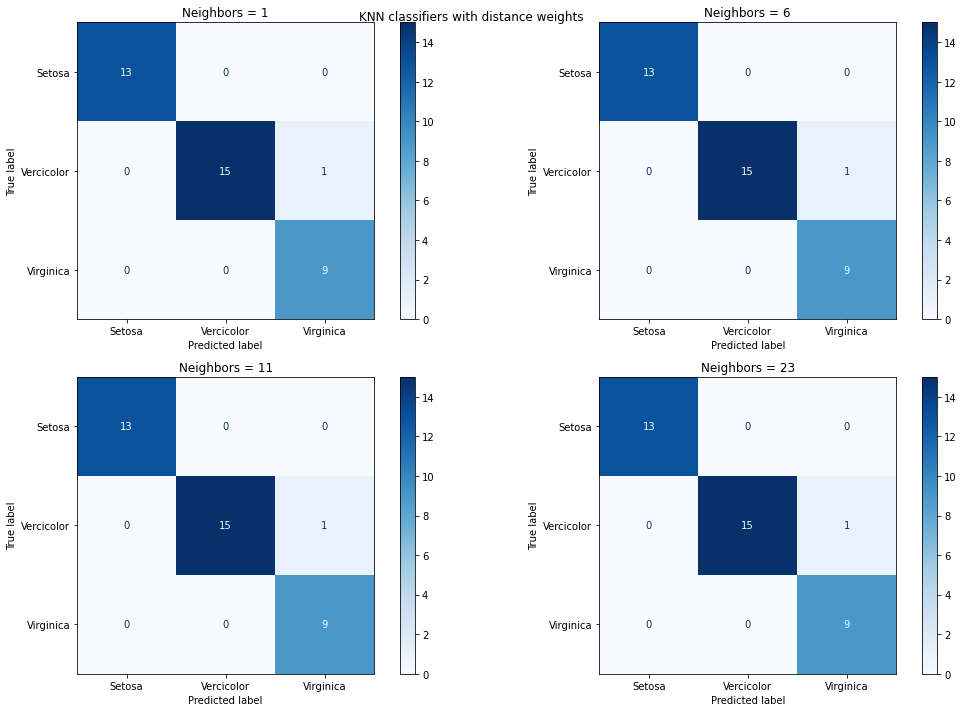 KNN classifiers with distance weights
Neighbors = 1
Setosa 13 0 0
Vercicolor 0 15 1
Virginica 0 0 9
Setosa Vercicolor Virginica
Predicted label
True label
14
12
10
8
6
4
2
0
Neighbors = 6
Setosa 13 0 0
Vercicolor 0 15 1
Virginica 0 0 9
Setosa Vercicolor Virginica
Predicted label
True label
14
12
10
8
6
4
2
0
Neighbors = 11
Setosa 13 0 0
Vercicolor 0 15 1
Virginica 0 0 9
Setosa Vercicolor Virginica
Predicted label
True label
14
12
10
8
6
4
2
0
Neighbors = 23
Setosa 13 0 0
Vercicolor 0 15 1
Virginica 0 0 9
Setosa Vercicolor Virginica
Predicted label
True label
14
12
10
8
6
4
2
0